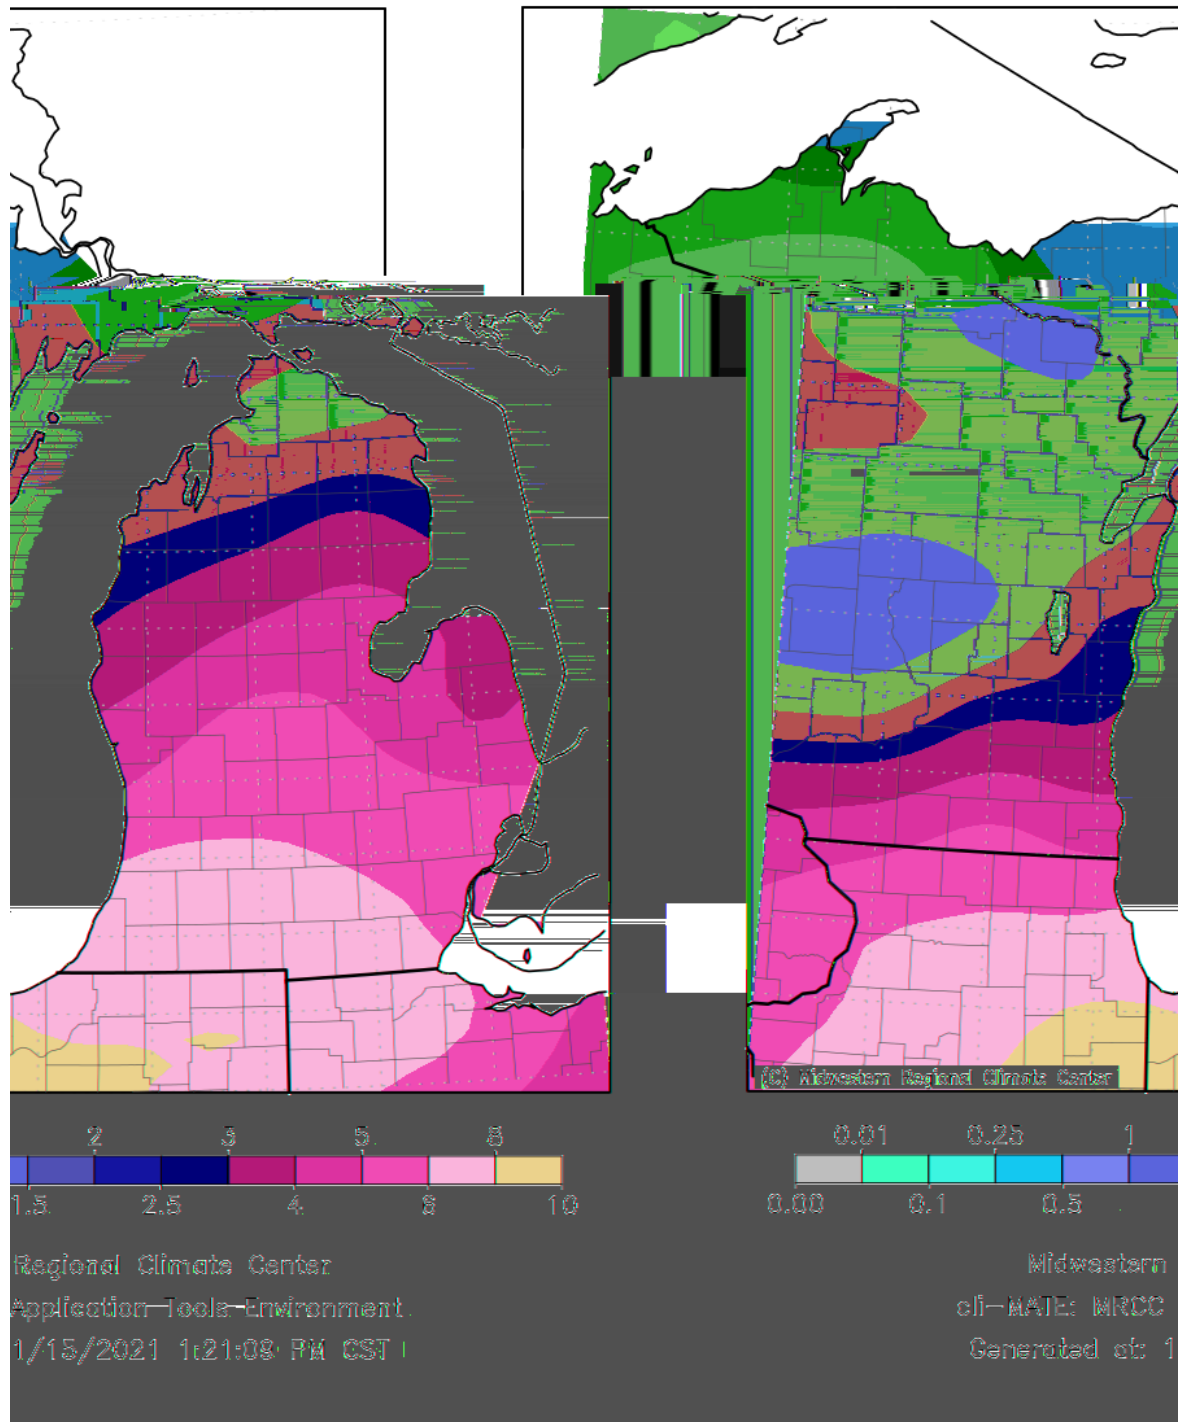 (C) Midwestern Regional Climate Center
2 3 5 8
1.5 2.5 4 6 10
0.01 0.25 1
0.00 0.1 0.5
Regional Climate Center
Application Tools Environment
1/15/2021 1:21:09 PM CST
Midwestern
cli-MATE: MRCC
Generated at: 1